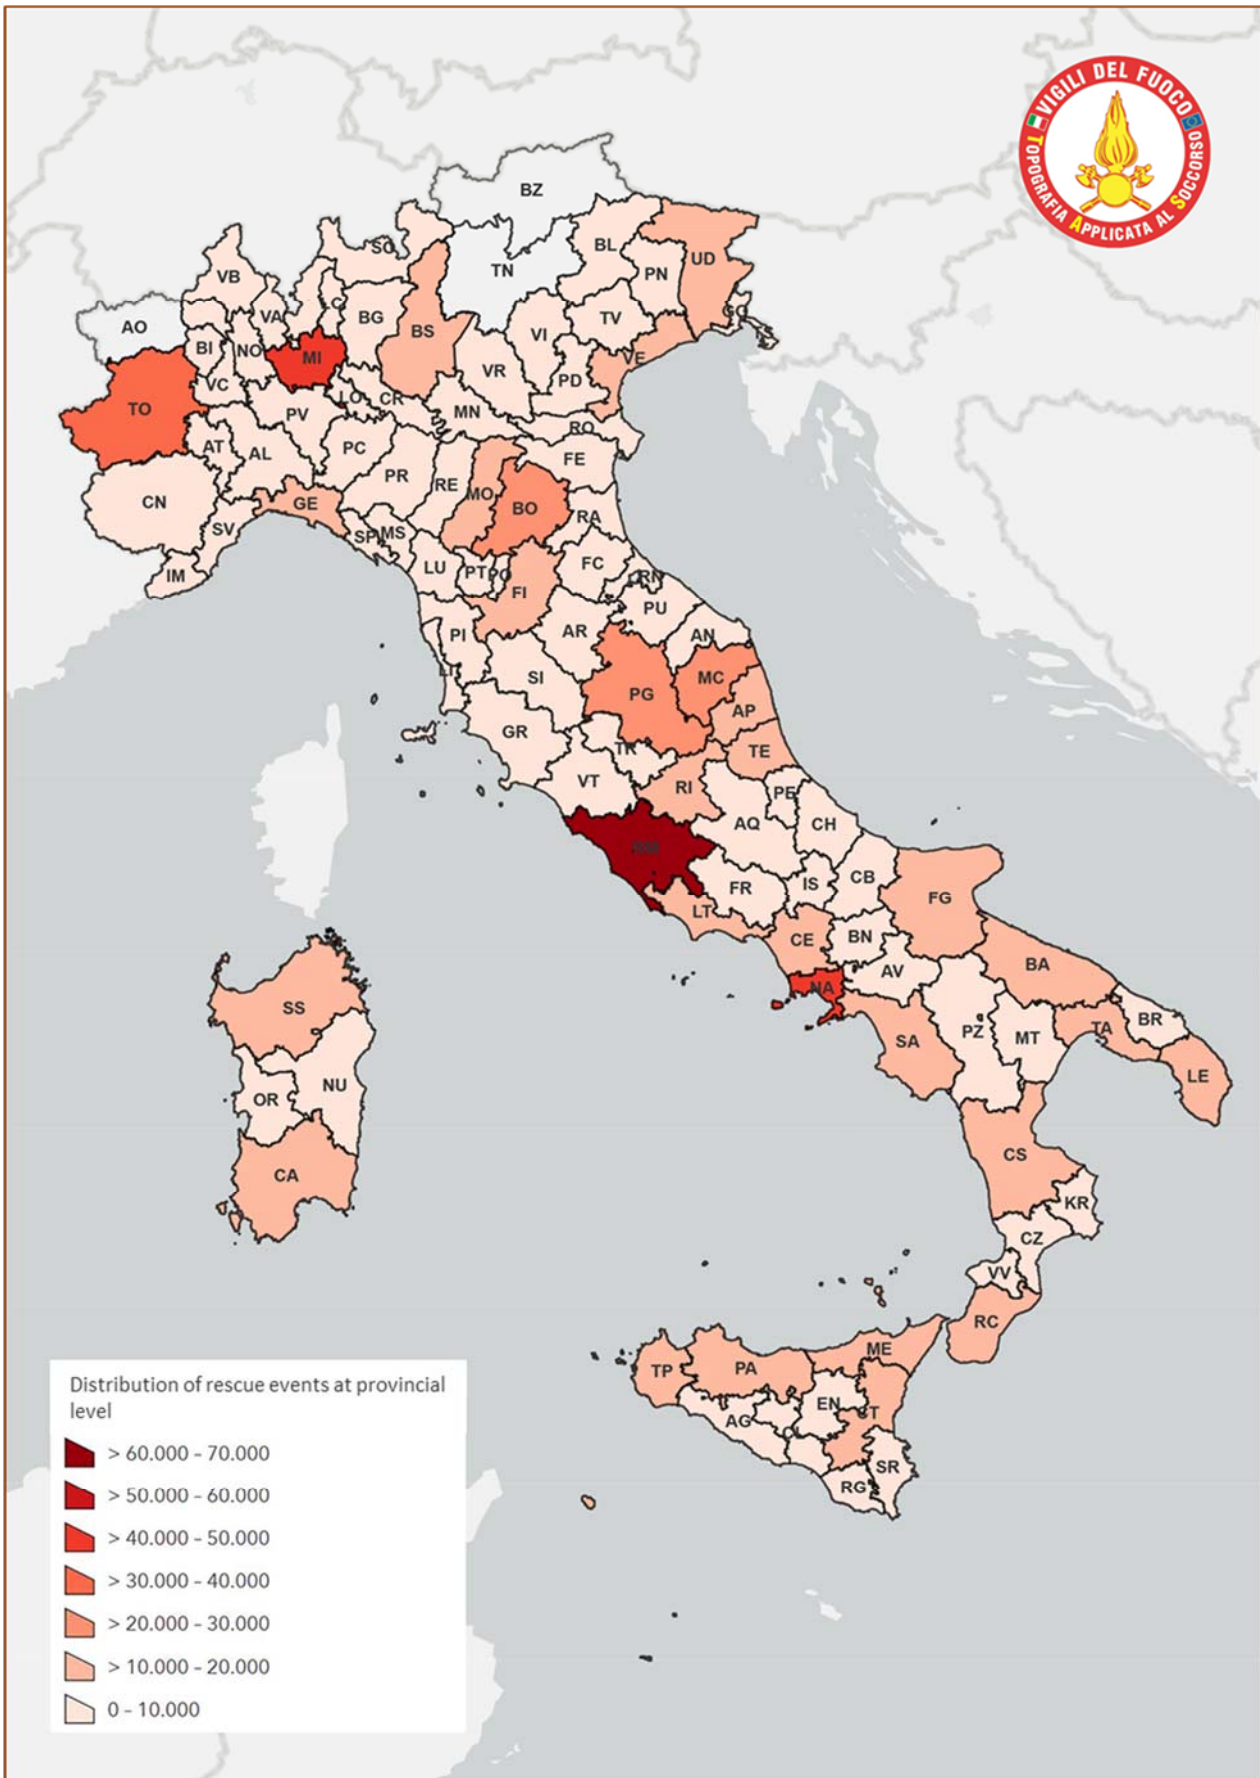 VIGILI DEL FUOCO
TOPOGRAFIA APPLICATA AL SOCCORSO
BZ
SO
BL
UD
VB
TN
PN
AO
VA
LC
BG
BS
VI
TV
GO
BI
NO
MI
VR
PD
VE
TO
VC
LO
CR
MN
PV
RO
AT
AL
PC
PR
RE
FE
CN
GE
MO
BO
RA
SV
SP
MS
IM
LU
PT
PO
FI
FC
RN
PU
PI
AR
AN
LI
SI
PG
MC
AP
GR
TR
TE
VT
RI
PE
AQ
CH
RM
FR
IS
CB
LT
FG
CE
BN
BA
NA
AV
SS
SA
PZ
MT
TA
BR
LE
OR
NU
CA
CS
KR
CZ
VV
RC
TP
PA
ME
AG
CL
EN
CT
SR
RG
Distribution of rescue events at provincial
level
> 60.000 - 70.000
> 50.000 - 60.000
> 40.000 - 50.000
> 30.000 - 40.000
> 20.000 - 30.000
> 10.000 - 20.000
0 - 10.000